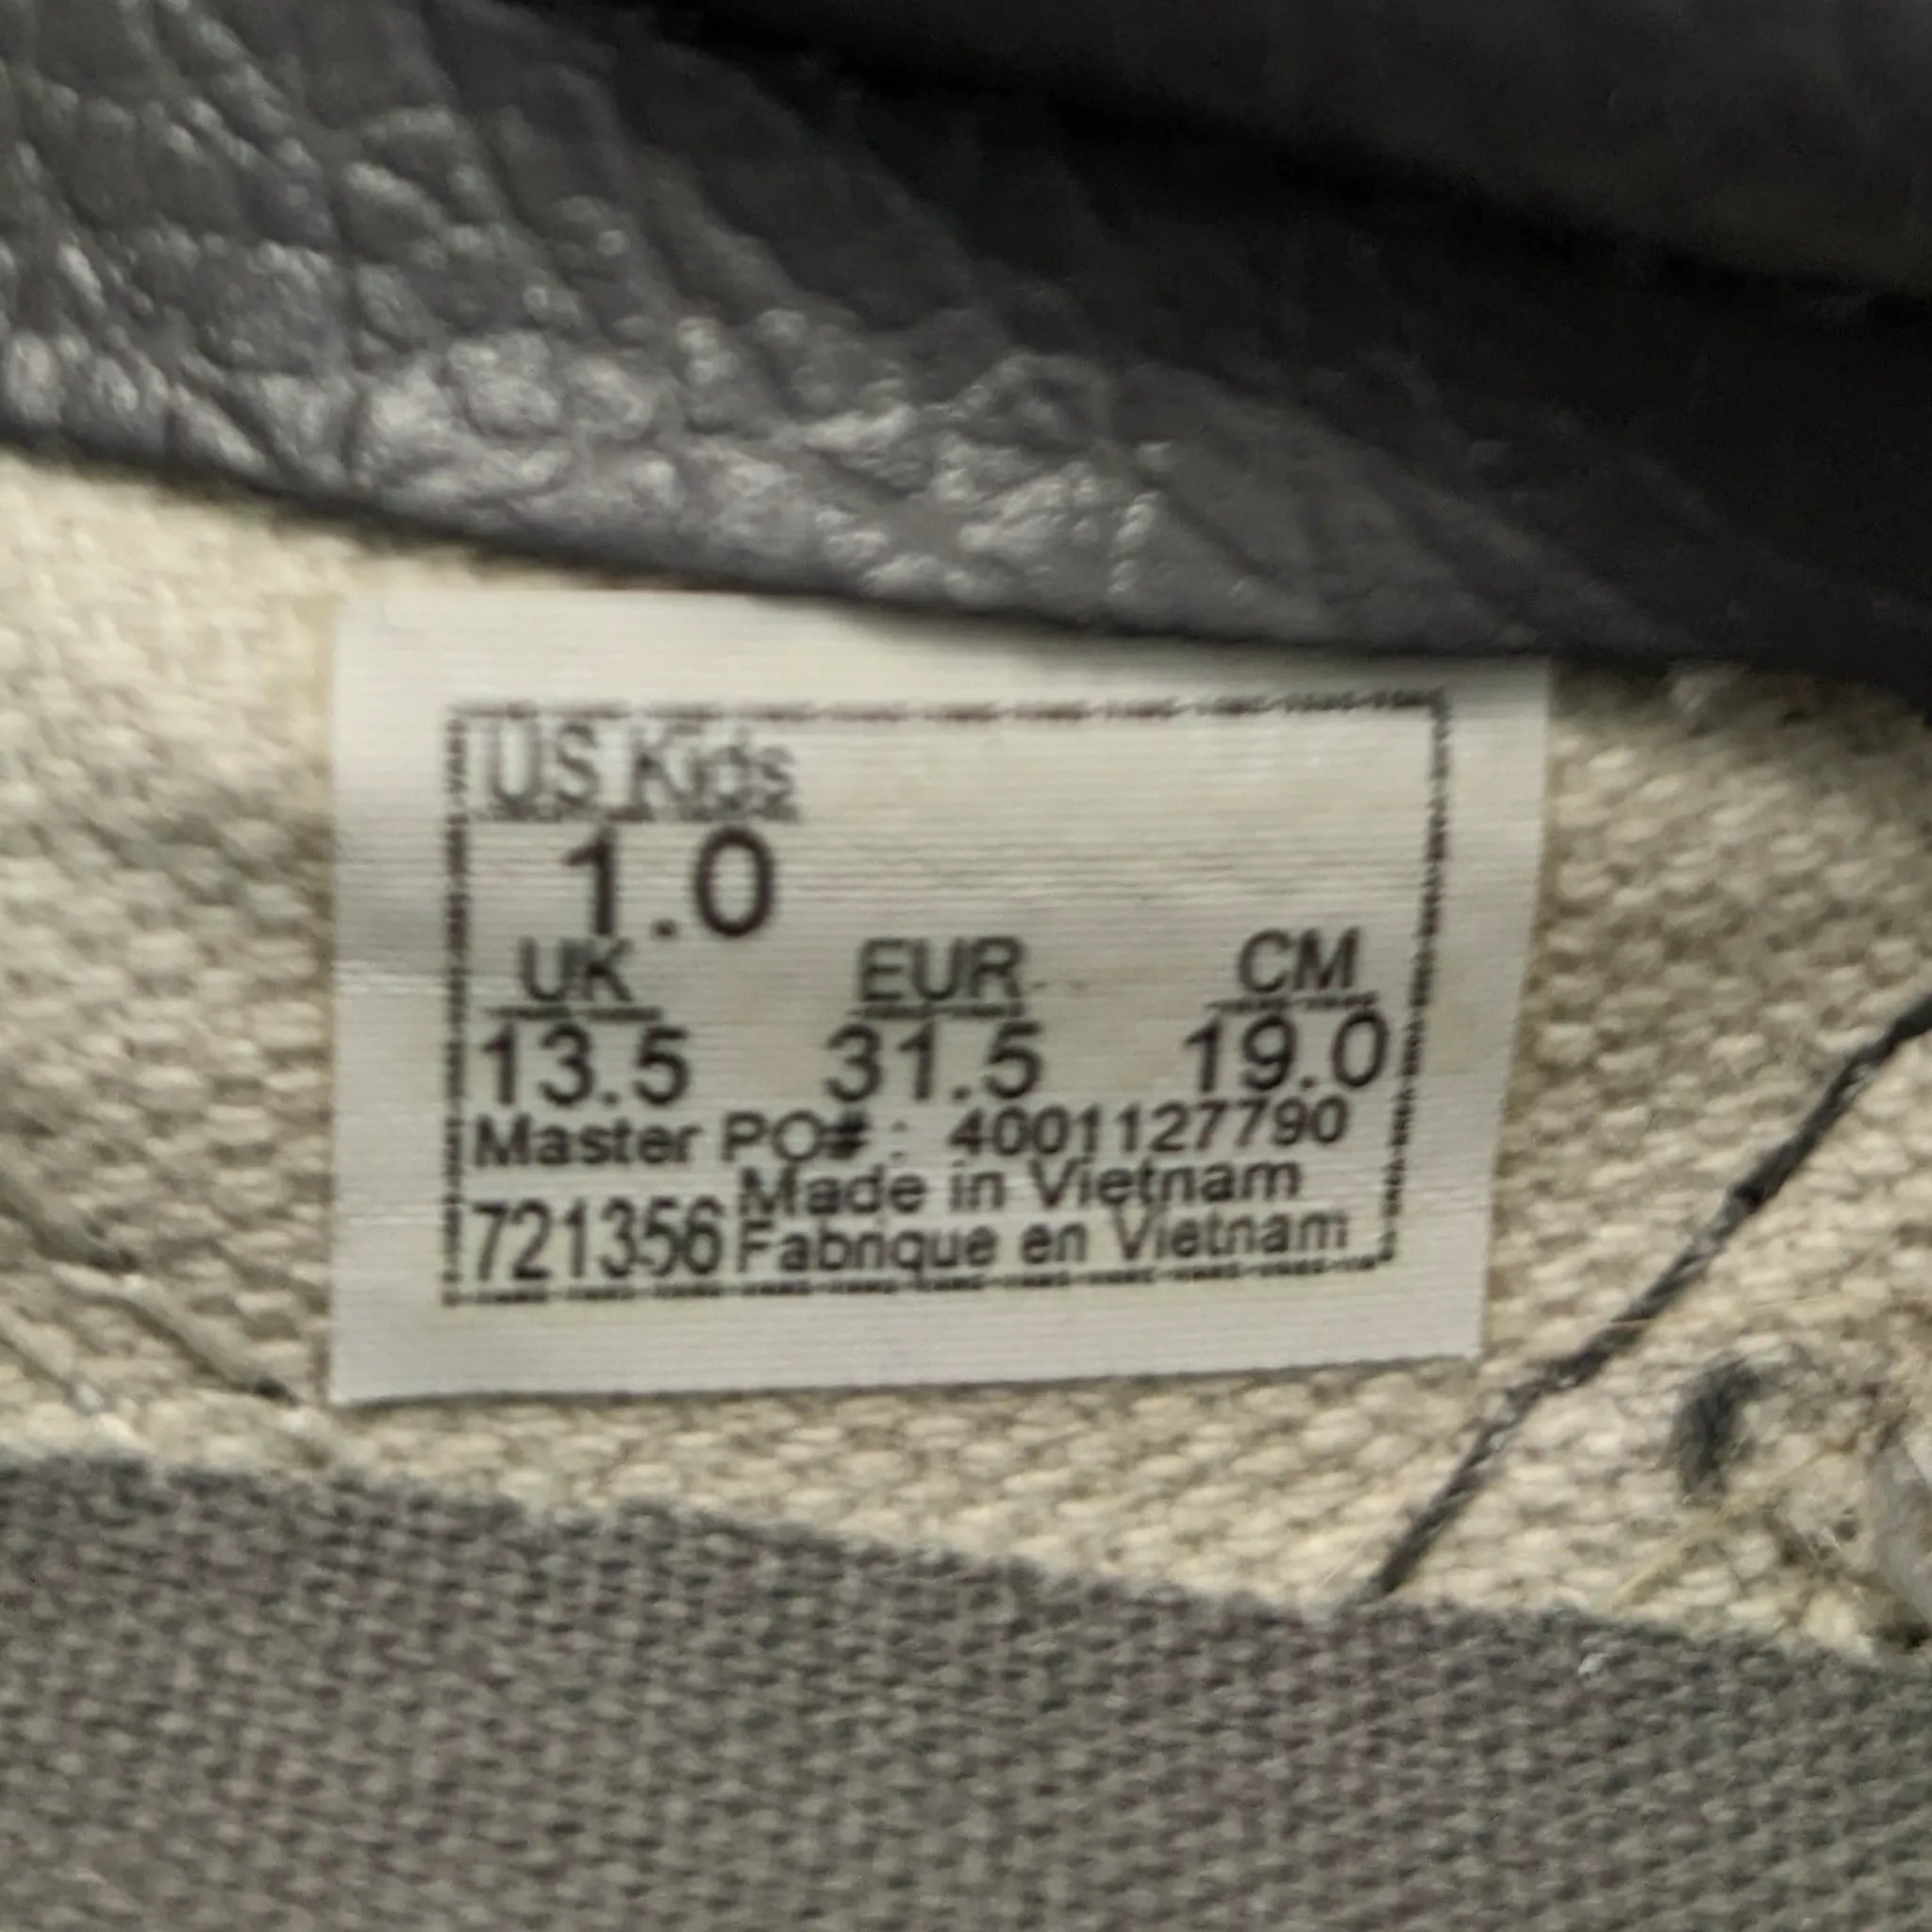 US Kids
1.0
UK EUR CM
13.5 31.5 19.0
Master PO# : 4001127790
Made in Vietnam
721356 Fabrique en Vietnam